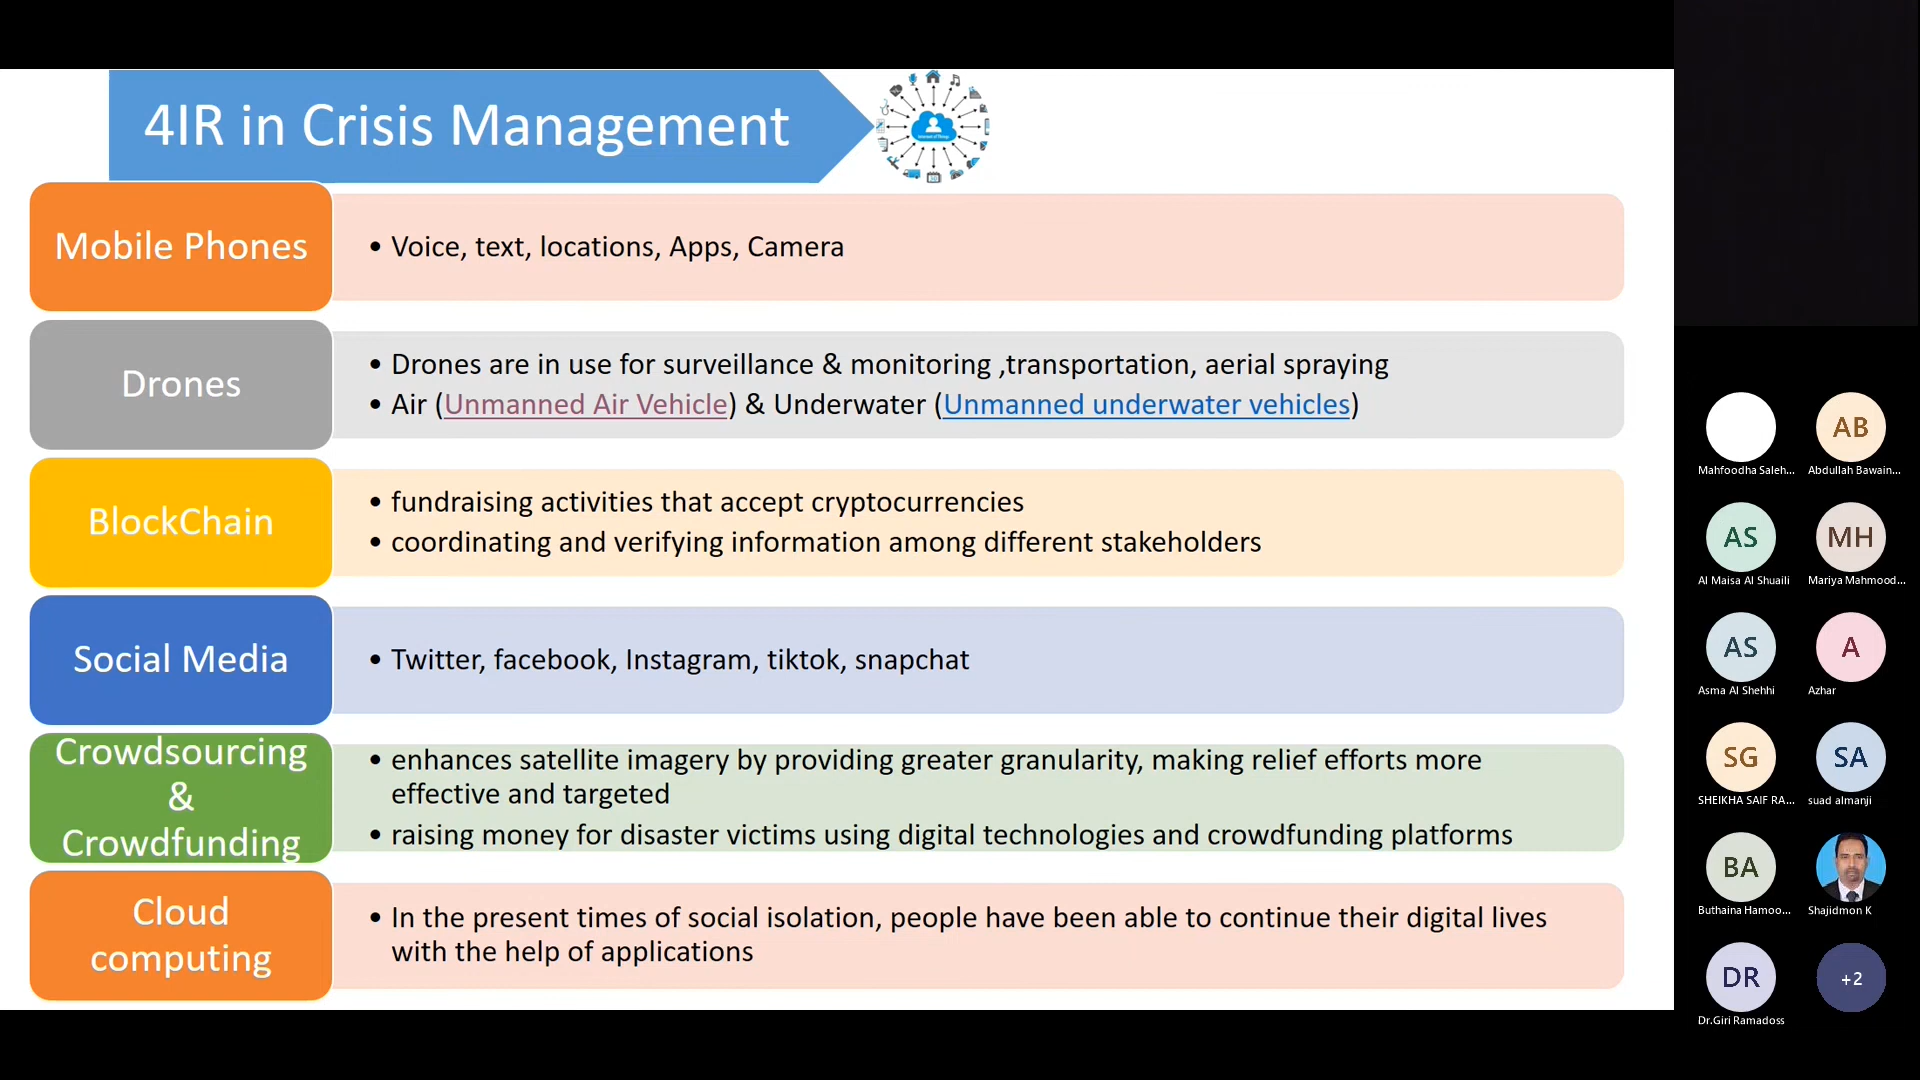 4IR in Crisis Management
Mobile Phones
• Voice, text, locations, Apps, Camera
Drones
• Drones are in use for surveillance & monitoring ,transportation, aerial spraying
• Air (Unmanned Air Vehicle) & Underwater (Unmanned underwater vehicles)
BlockChain
• fundraising activities that accept cryptocurrencies
• coordinating and verifying information among different stakeholders
Social Media
• Twitter, facebook, Instagram, tiktok, snapchat
Crowdsourcing
&
Crowdfunding
• enhances satellite imagery by providing greater granularity, making relief efforts more
effective and targeted
• raising money for disaster victims using digital technologies and crowdfunding platforms
Cloud
computing
• In the present times of social isolation, people have been able to continue their digital lives
with the help of applications
Mahfoodha Saleh...
AB
Abdullah Bawain...
AS
Al Maisa Al Shuaili
MH
Mariya Mahmood...
AS
Asma Al Shehhi
A
Azhar
SG
SHEIKHA SAIF RA...
SA
suad almanji
BA
Buthaina Hamoo...
Shajidmon K
DR
Dr.Giri Ramadoss
+2